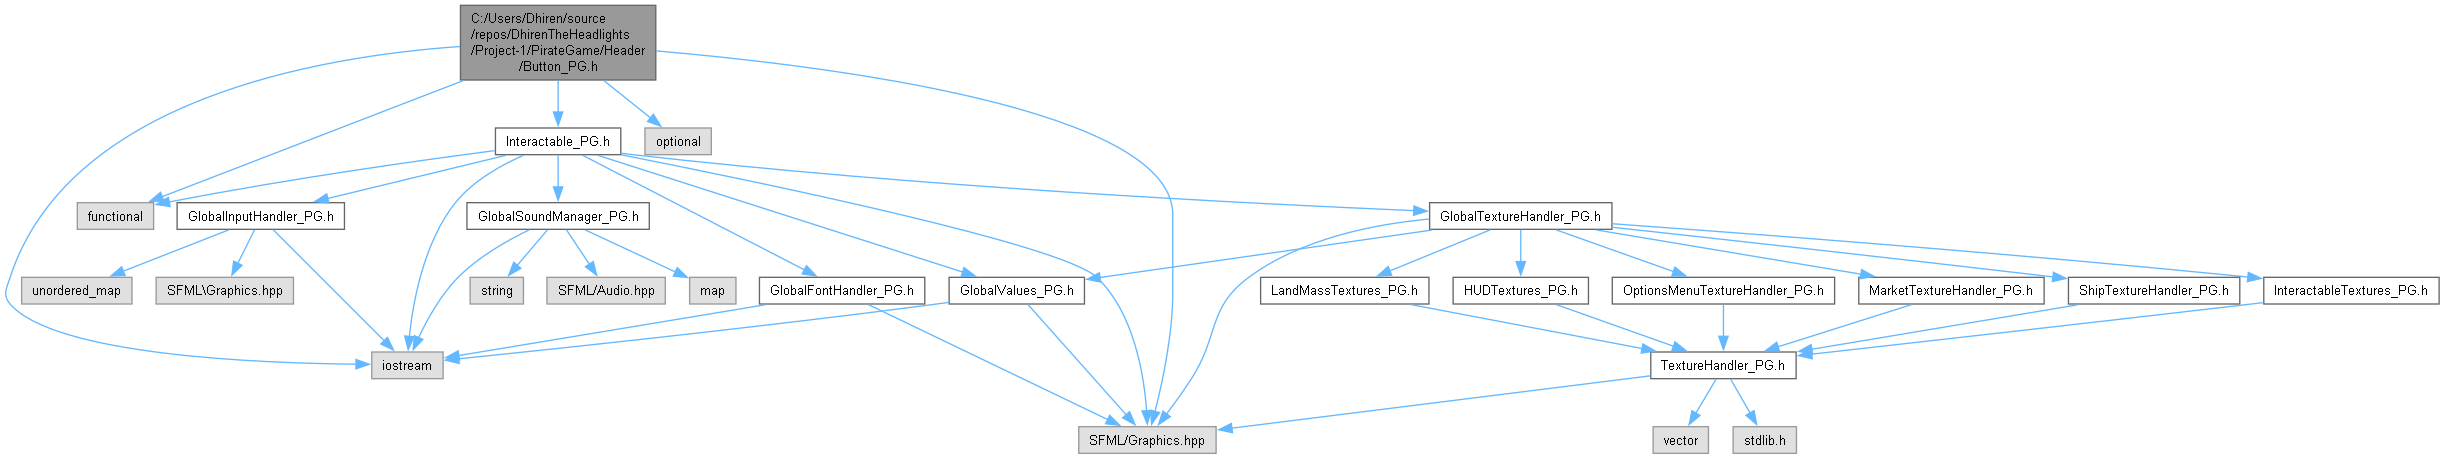 C:/Users/Dhiren/source
/repos/DhirenTheHeadlights
/Project-1/PirateGame/Header
/Button_PG.h
Interactable_PG.h
optional
functional
GlobalInputHandler_PG.h
GlobalSoundManager_PG.h
GlobalTextureHandler_PG.h
unordered_map
SFML\Graphics.hpp
string
SFML/Audio.hpp
map
GlobalFontHandler_PG.h
GlobalValues_PG.h
LandMassTextures_PG.h
HUDTextures_PG.h
OptionsMenuTextureHandler_PG.h
MarketTextureHandler_PG.h
ShipTextureHandler_PG.h
InteractableTextures_PG.h
iostream
TextureHandler_PG.h
SFML/Graphics.hpp
vector
stdlib.h